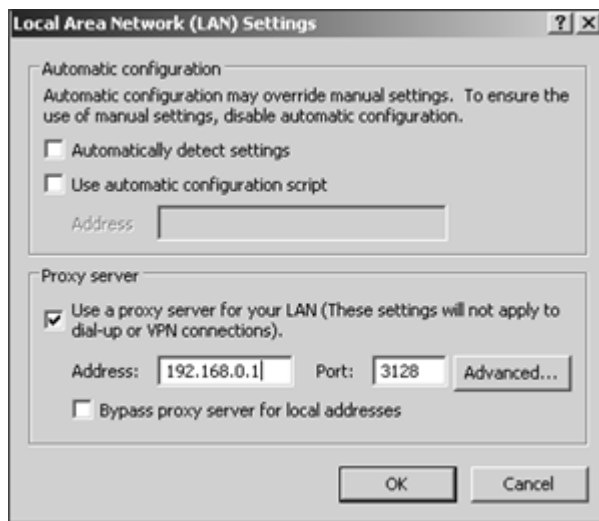 Local Area Network (LAN) Settings
Automatic configuration
Automatic configuration may override manual settings. To ensure the
use of manual settings, disable automatic configuration.
Automatically detect settings
Use automatic configuration script
Address
Proxy server
Use a proxy server for your LAN (These settings will not apply to
dial-up or VPN connections).
Address: 192.168.0.1 Port: 3128 Advanced...
Bypass proxy server for local addresses
OK Cancel